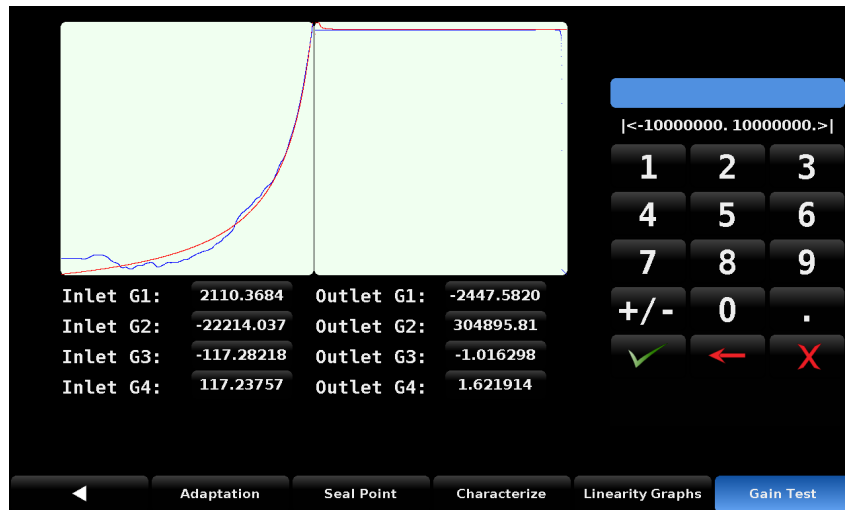 |<-10000000. 10000000.>|
1 2 3
4 5 6
7 8 9
+/- 0 .
X
Inlet G1: 2110.3684 Outlet G1: -2447.5820
Inlet G2: -22214.037 Outlet G2: 304895.81
Inlet G3: -117.28218 Outlet G3: -1.016298
Inlet G4: 117.23757 Outlet G4: 1.621914
Adaptation Seal Point Characterize Linearity Graphs Gain Test